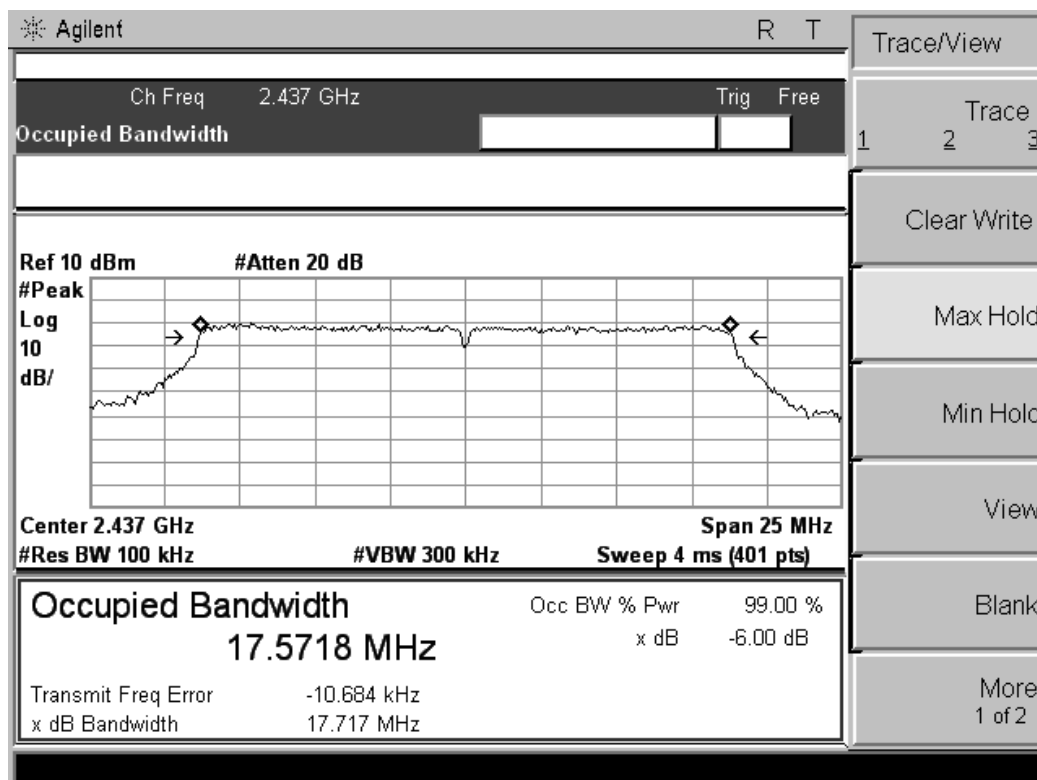 Agilent R T
Trace/View
Ch Freq 2.437 GHz Trig Free
Occupied Bandwidth
Trace
1 2 3
Clear Write
Ref 10 dBm #Atten 20 dB
#Peak
Log
10
dB/
Max Hold
Min Hold
View
Center 2.437 GHz Span 25 MHz
#Res BW 100 kHz #VBW 300 kHz Sweep 4 ms (401 pts)
Occupied Bandwidth
17.5718 MHz
Occ BW % Pwr 99.00 %
x dB -6.00 dB
Transmit Freq Error -10.684 kHz
x dB Bandwidth 17.717 MHz
Blank
More
1 of 2